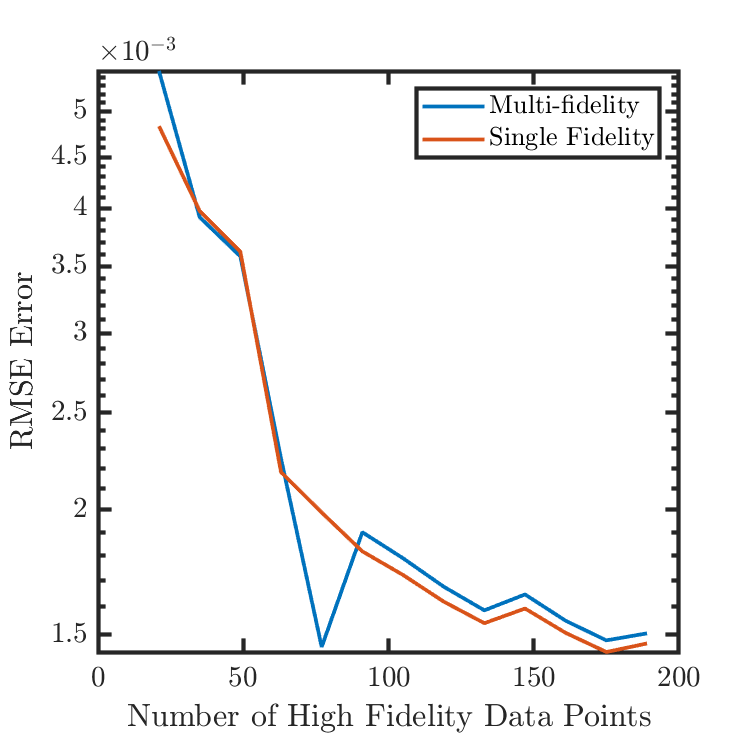 ×10⁻³
Multi-fidelity
Single Fidelity
5
4.5
4
3.5
3
2.5
2
1.5
RMSE Error
0 50 100 150 200
Number of High Fidelity Data Points